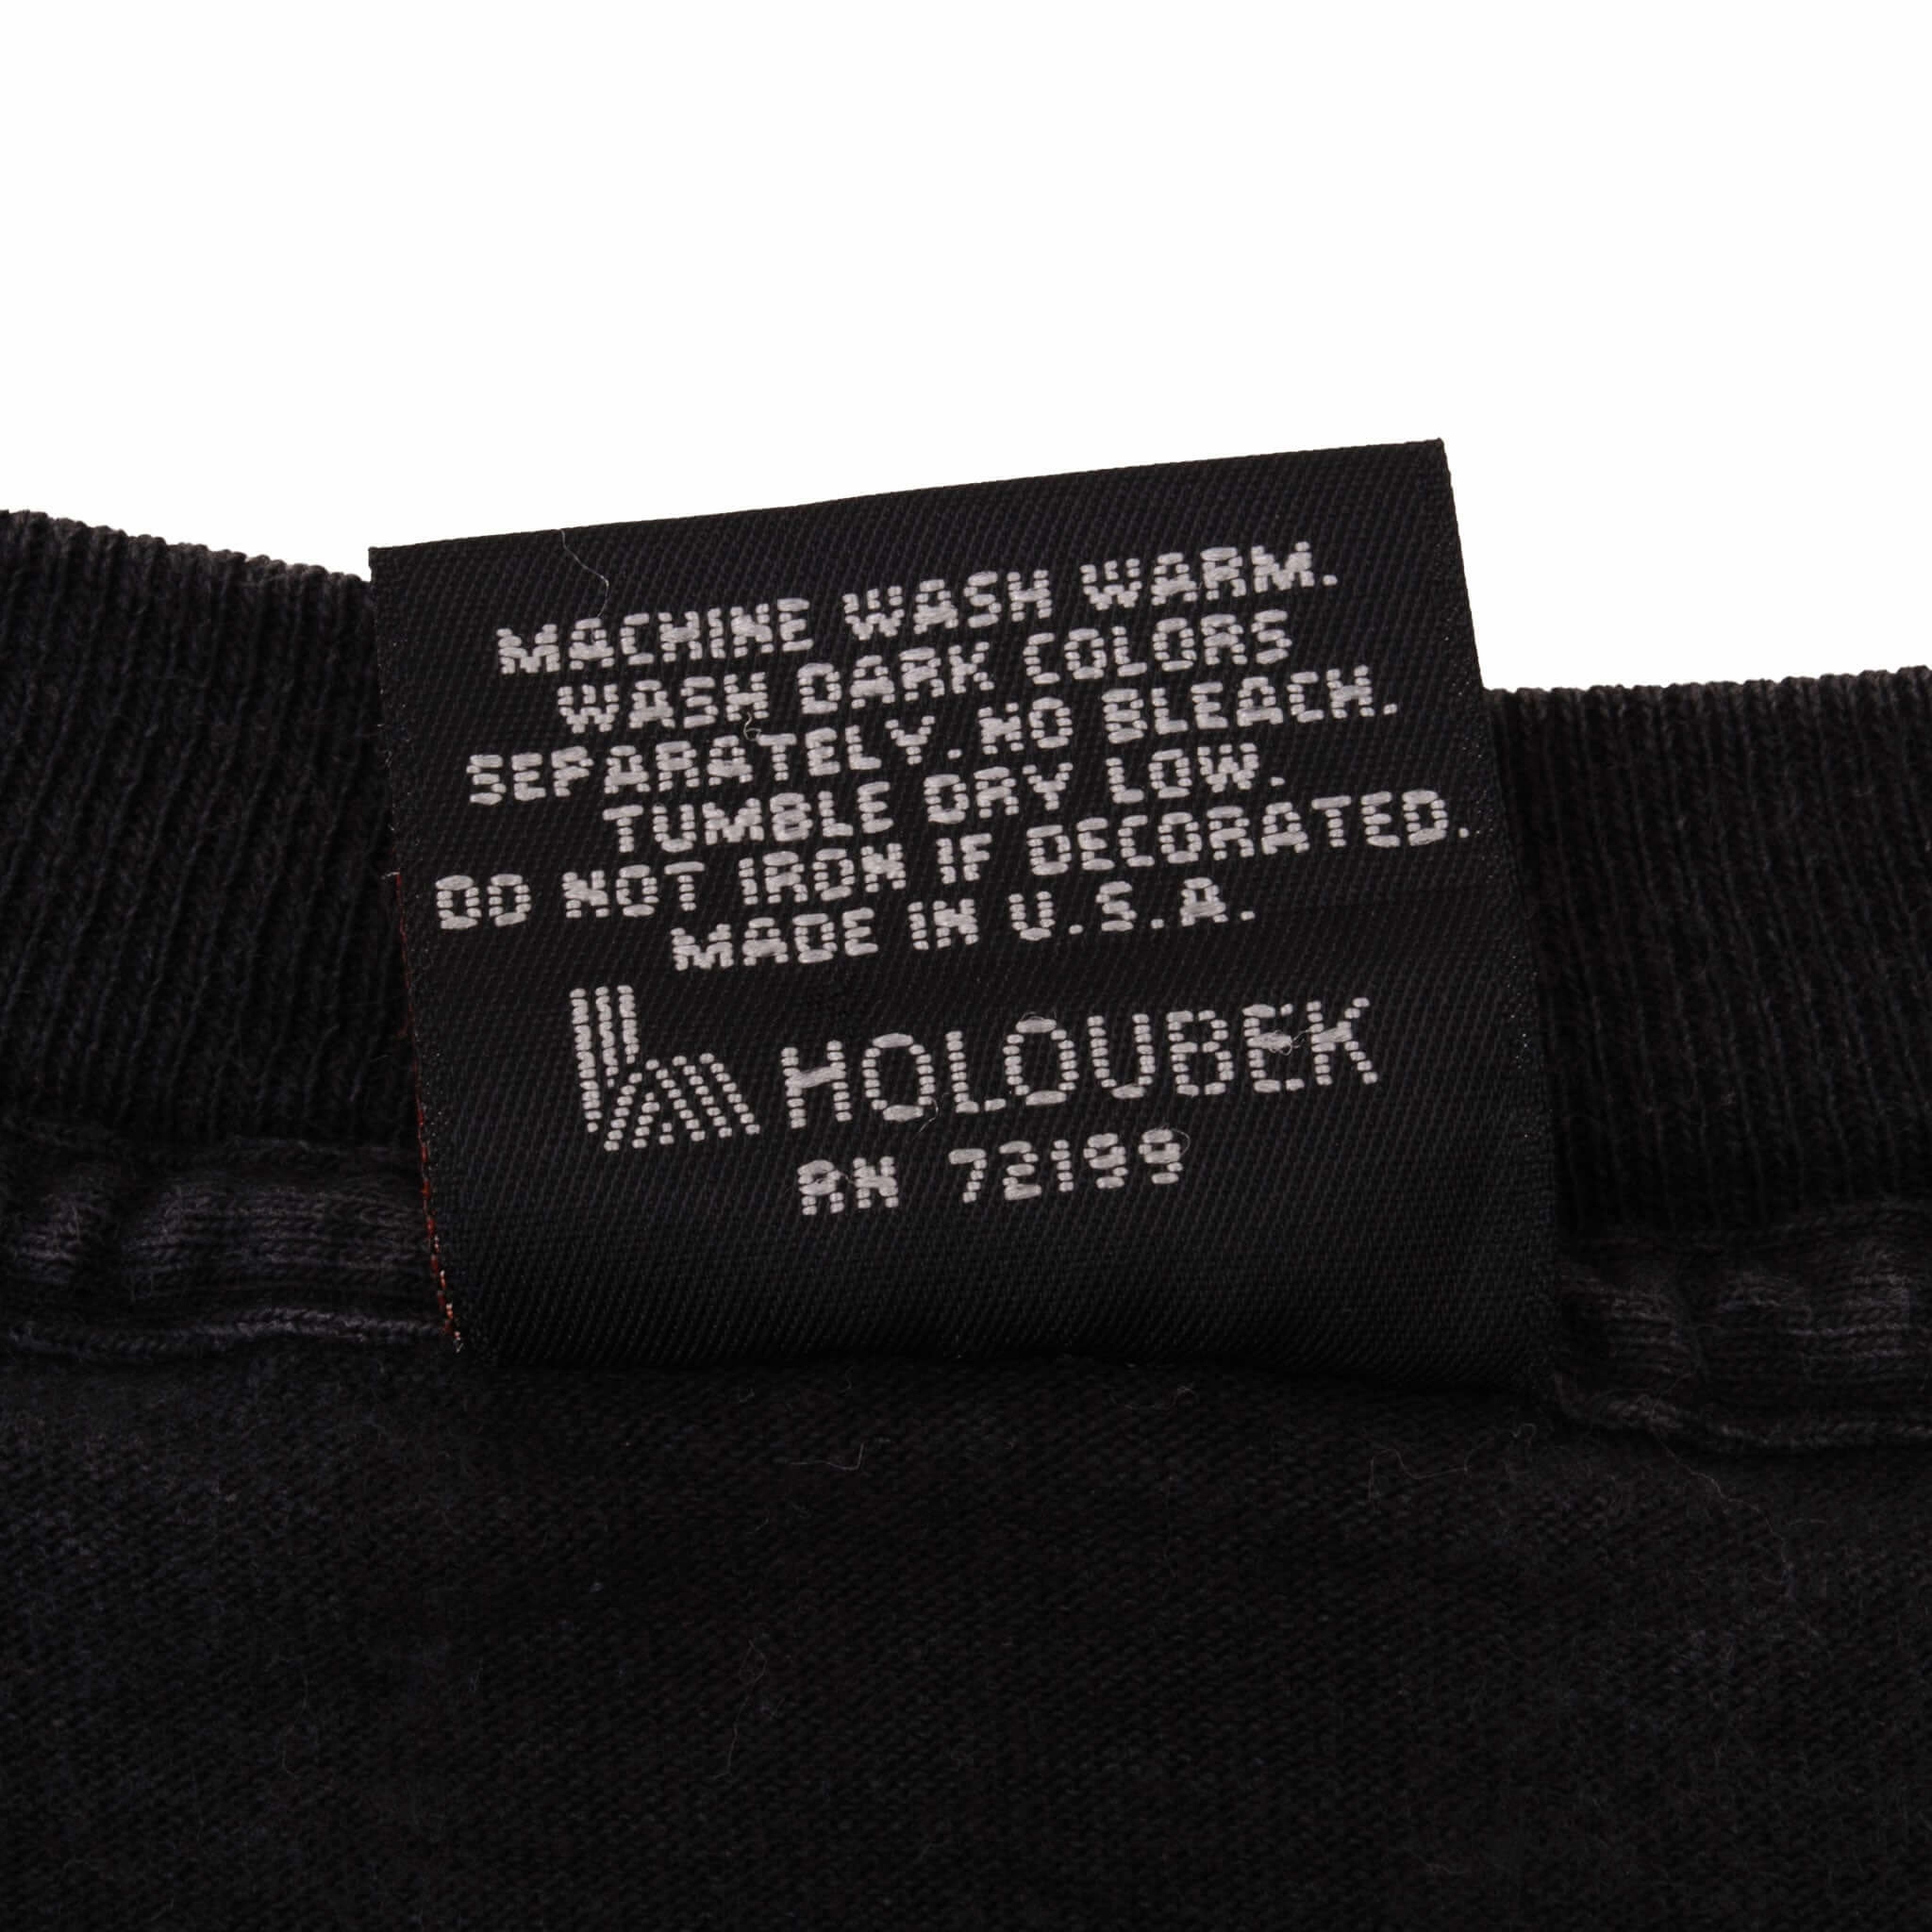 MACHINE WASH WARM.
WASH DARK COLORS
SEPARATELY. NO BLEACH.
TUMBLE DRY LOW.
DO NOT IRON IF DECORATED.
MADE IN U.S.A.
HOLOUBEK
RN 72199